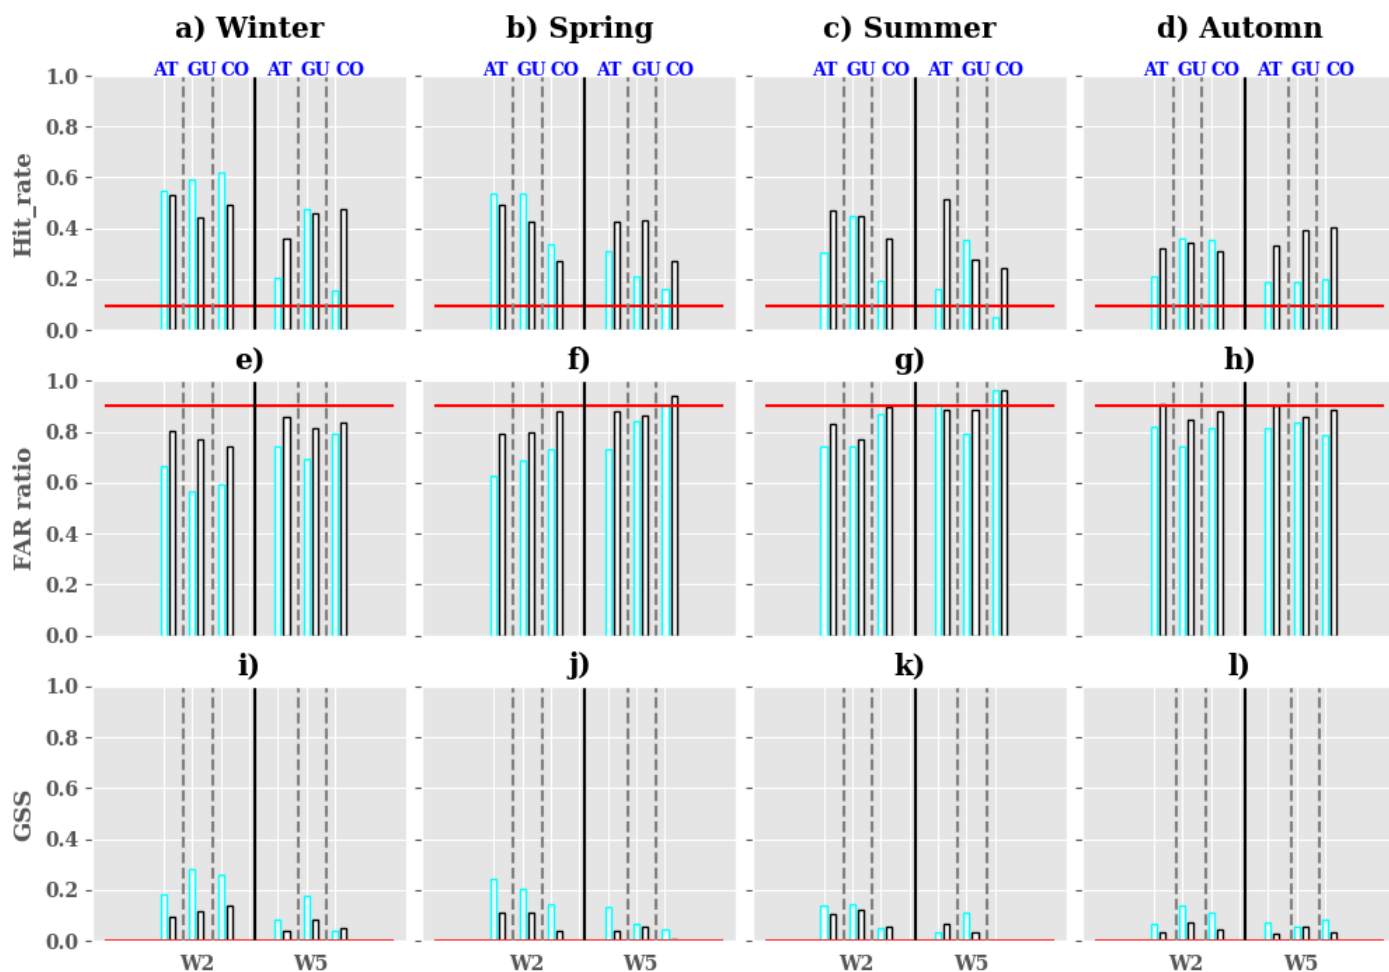 a) Winter b) Spring c) Summer d) Automn
AT GU CO AT GU CO AT GU CO AT GU CO AT GU CO AT GU CO AT GU CO AT GU CO
1.0
0.8
0.6
0.4
0.2
0.0
Hit_rate
e) f) g) h)
1.0
0.8
0.6
0.4
0.2
0.0
FAR ratio
i) j) k) l)
1.0
0.8
0.6
0.4
0.2
0.0
GSS
W2 W5 W2 W5 W2 W5 W2 W5